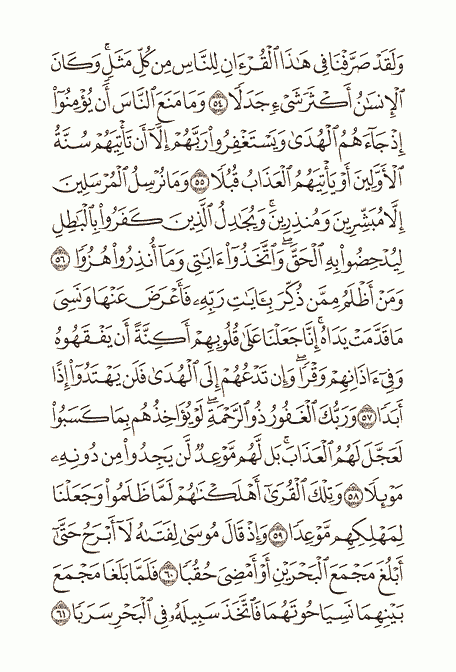 وَلَقَدْ صَرَّفْنَا فِي هَٰذَا ٱلْقُرْءَانِ لِلنَّاسِ مِن كُلِّ مَثَلٍۚ وَكَانَ
ٱلْإِنسَٰنُ أَكْثَرَ شَىْءٍ جَدَلًا ٥٤ وَمَا مَنَعَ ٱلنَّاسَ أَن يُؤْمِنُوٓا۟
إِذْ جَآءَهُمُ ٱلْهُدَىٰ وَيَسْتَغْفِرُوا۟ رَبَّهُمْ إِلَّآ أَن تَأْتِيَهُمْ سُنَّةُ
ٱلْأَوَّلِينَ أَوْ يَأْتِيَهُمُ ٱلْعَذَابُ قُبُلًا ٥٥ وَمَا نُرْسِلُ ٱلْمُرْسَلِينَ
إِلَّا مُبَشِّرِينَ وَمُنذِرِينَۚ وَيُجَٰدِلُ ٱلَّذِينَ كَفَرُوا۟ بِٱلْبَٰطِلِ
لِيُدْحِضُوا۟ بِهِ ٱلْحَقَّۖ وَٱتَّخَذُوٓا۟ ءَايَٰتِى وَمَآ أُنذِرُوا۟ هُزُوًا ٥٦
وَمَنْ أَظْلَمُ مِمَّن ذُكِّرَ بِـَٔايَٰتِ رَبِّهِۦ فَأَعْرَضَ عَنْهَا وَنَسِىَ
مَا قَدَّمَتْ يَدَاهُۚ إِنَّا جَعَلْنَا عَلَىٰ قُلُوبِهِمْ أَكِنَّةً أَن يَفْقَهُوهُ
وَفِىٓ ءَاذَانِهِمْ وَقْرًاۖ وَإِن تَدْعُهُمْ إِلَى ٱلْهُدَىٰ فَلَن يَهْتَدُوٓا۟ إِذًا
أَبَدًا ٥٧ وَرَبُّكَ ٱلْغَفُورُ ذُو ٱلرَّحْمَةِۖ لَوْ يُؤَاخِذُهُم بِمَا كَسَبُوا۟
لَعَجَّلَ لَهُمُ ٱلْعَذَابَۚ بَل لَّهُم مَّوْعِدٌ لَّن يَجِدُوا۟ مِن دُونِهِۦ
مَوْئِلًا ٥٨ وَتِلْكَ ٱلْقُرَىٰٓ أَهْلَكْنَٰهُمْ لَمَّا ظَلَمُوا۟ وَجَعَلْنَا
لِمَهْلِكِهِم مَّوْعِدًا ٥٩ وَإِذْ قَالَ مُوسَىٰ لِفَتَىٰهُ لَآ أَبْرَحُ حَتَّىٰٓ
أَبْلُغَ مَجْمَعَ ٱلْبَحْرَيْنِ أَوْ أَمْضِىَ حُقُبًا ٦٠ فَلَمَّا بَلَغَا مَجْمَعَ
بَيْنِهِمَا نَسِيَا حُوتَهُمَا فَٱتَّخَذَ سَبِيلَهُۥ فِى ٱلْبَحْرِ سَرَبًا ٦١